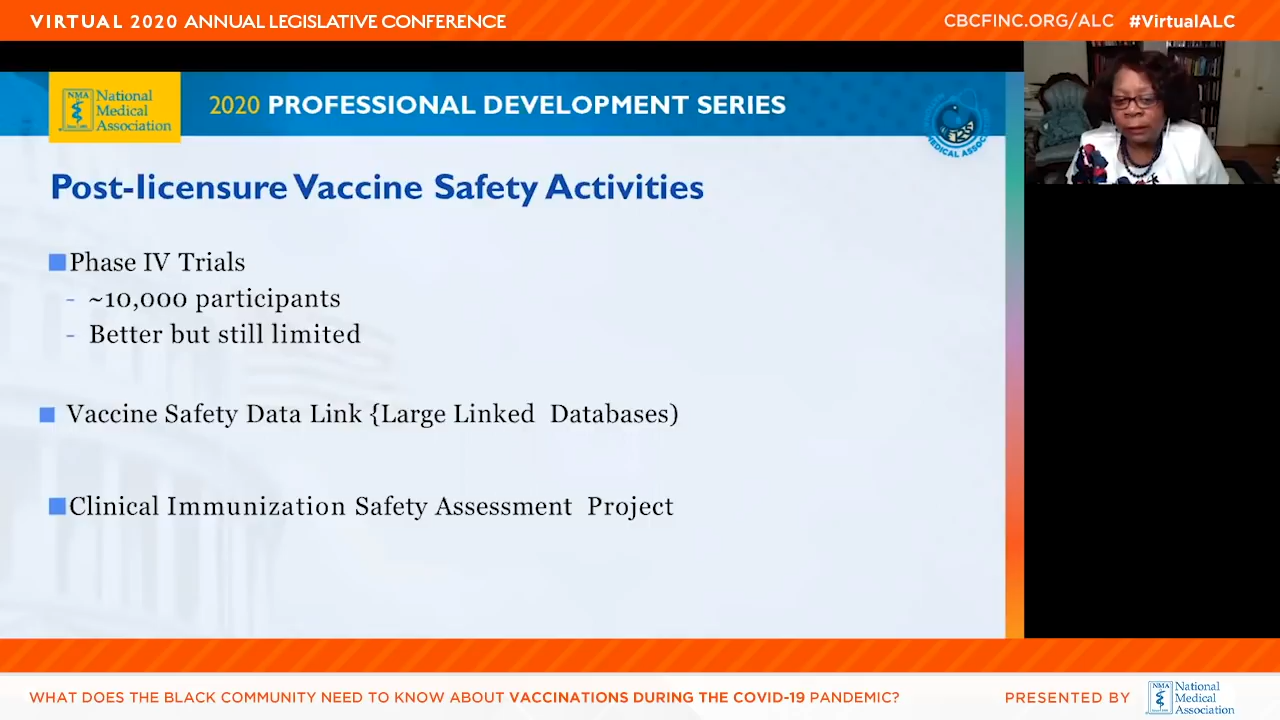 VIRTUAL 2020 ANNUAL LEGISLATIVE CONFERENCE
CBCFINC.ORG/ALC #VirtualALC
NMA
National
Medical
Association
2020 PROFESSIONAL DEVELOPMENT SERIES
Post-licensure Vaccine Safety Activities
Phase IV Trials
- ~10,000 participants
- Better but still limited
Vaccine Safety Data Link {Large Linked Databases)
Clinical Immunization Safety Assessment Project
WHAT DOES THE BLACK COMMUNITY NEED TO KNOW ABOUT VACCINATIONS DURING THE COVID-19 PANDEMIC?
PRESENTED BY
NMA
National
Medical
Association